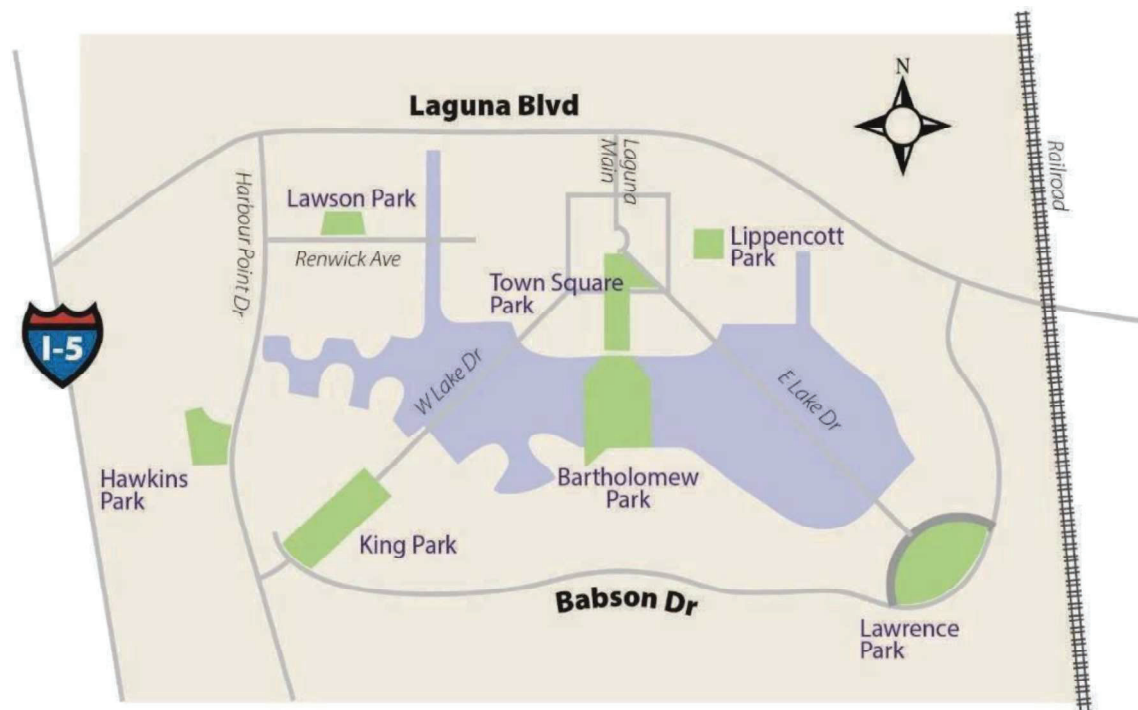 N
Laguna Blvd
Laguna
Main
Railroad
Harbour Point Dr
Lawson Park
Renwick Ave
Lippencott
Park
Town Square
Park
I-5
W Lake Dr
E Lake Dr
Hawkins
Park
Bartholomew
Park
King Park
Babson Dr
Lawrence
Park